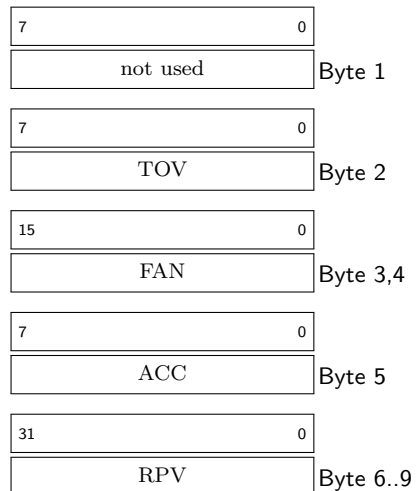 7 0
not used Byte 1
7 0
TOV Byte 2
15 0
FAN Byte 3,4
7 0
ACC Byte 5
31 0
RPV Byte 6..9